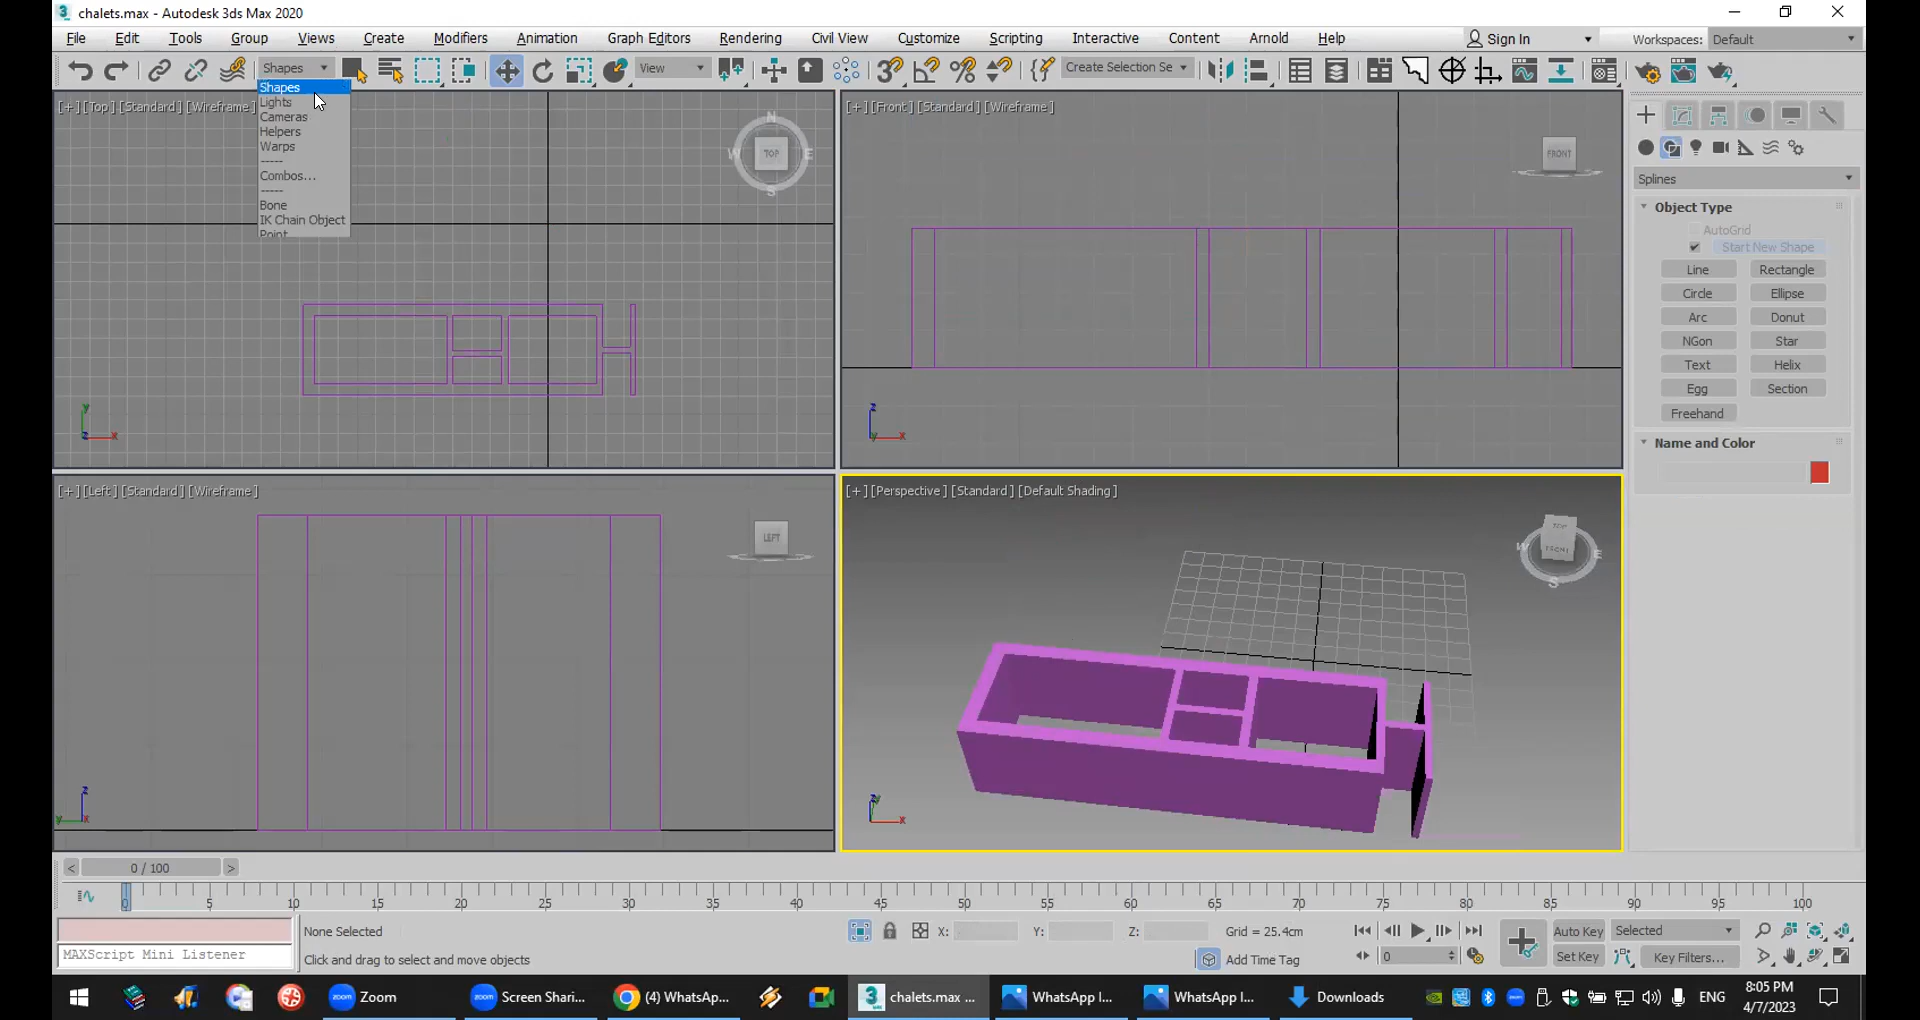 chalets.max - Autodesk 3ds Max 2020
File Edit Tools Group Views Create Modifiers Animation Graph Editors Rendering Civil View Customize Scripting Interactive Content Arnold Help Sign In Workspaces: Default
Shapes View Create Selection Se
Shapes
Lights
Cameras
Helpers
Warps
-----
Combos...
-----
Bone
IK Chain Object
Point
[+] [Top] [Standard] [Wireframe]
N
W TOP E
S
[+] [Front] [Standard] [Wireframe]
FRONT
y
z x
z
y x
[+] [Left] [Standard] [Wireframe]
LEFT
z
y x
[+] [Perspective] [Standard] [Default Shading]
TOP
W FRONT E
S
z y
x
Splines
Object Type
AutoGrid
Start New Shape
Line Rectangle
Circle Ellipse
Arc Donut
NGon Star
Text Helix
Egg Section
Freehand
Name and Color
< 0 / 100 >
0 5 10 15 20 25 30 35 40 45 50 55 60 65 70 75 80 85 90 95 100
None Selected X: Y: Z: Grid = 25.4cm Auto Key Selected
MAXScript Mini Listener Click and drag to select and move objects Add Time Tag 0 Set Key Key Filters...
Zoom Screen Shari... (4) WhatsAp... chalets.max ... WhatsApp I... WhatsApp I... Downloads ENG
8:05 PM
4/7/2023